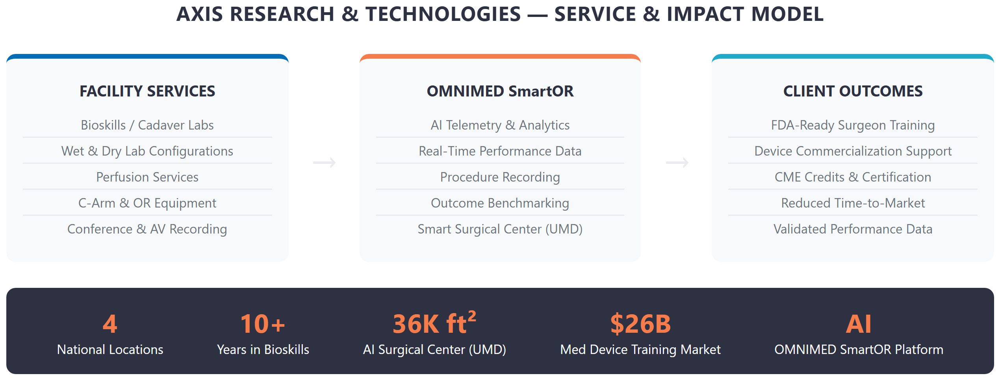 AXIS RESEARCH & TECHNOLOGIES — SERVICE & IMPACT MODEL
FACILITY SERVICES
Bioskills / Cadaver Labs
Wet & Dry Lab Configurations
Perfusion Services
C-Arm & OR Equipment
Conference & AV Recording
→
OMNIMED SmartOR
AI Telemetry & Analytics
Real-Time Performance Data
Procedure Recording
Outcome Benchmarking
Smart Surgical Center (UMD)
→
CLIENT OUTCOMES
FDA-Ready Surgeon Training
Device Commercialization Support
CME Credits & Certification
Reduced Time-to-Market
Validated Performance Data
4
National Locations
10+
Years in Bioskills
36K ft²
AI Surgical Center (UMD)
$26B
Med Device Training Market
AI
OMNIMED SmartOR Platform